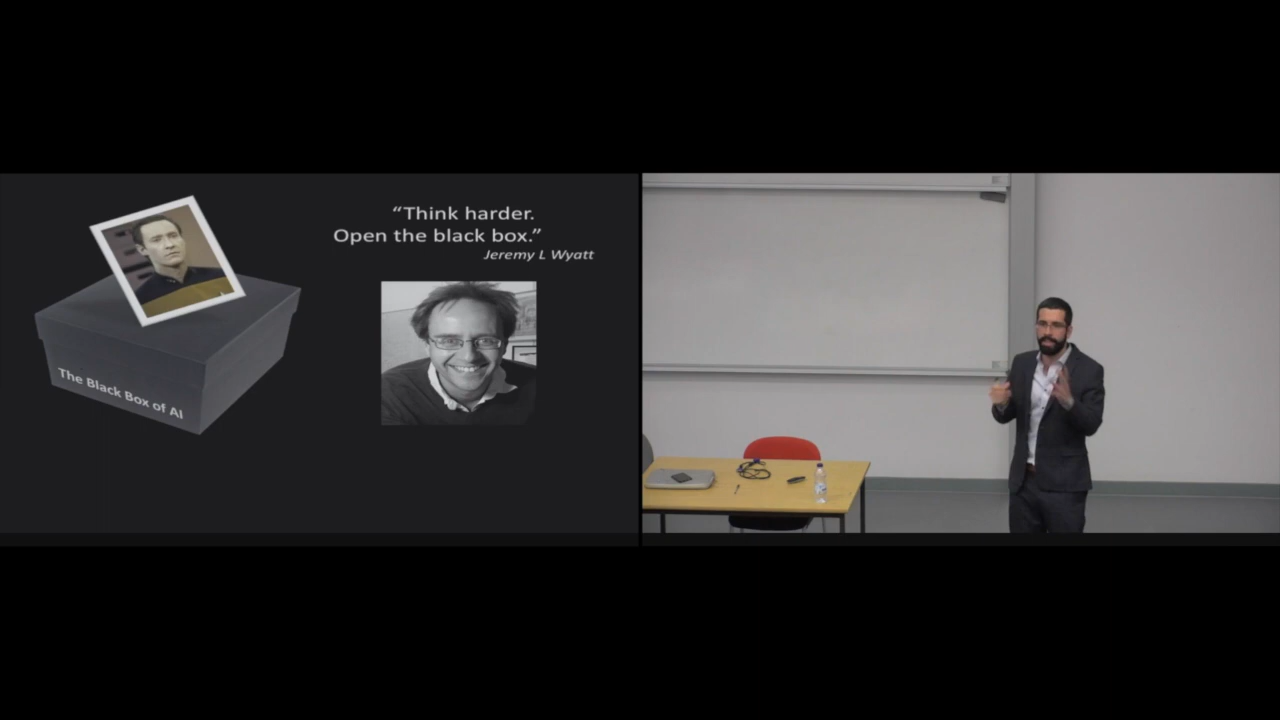 “Think harder.
Open the black box.”
Jeremy L Wyatt
The Black Box of AI